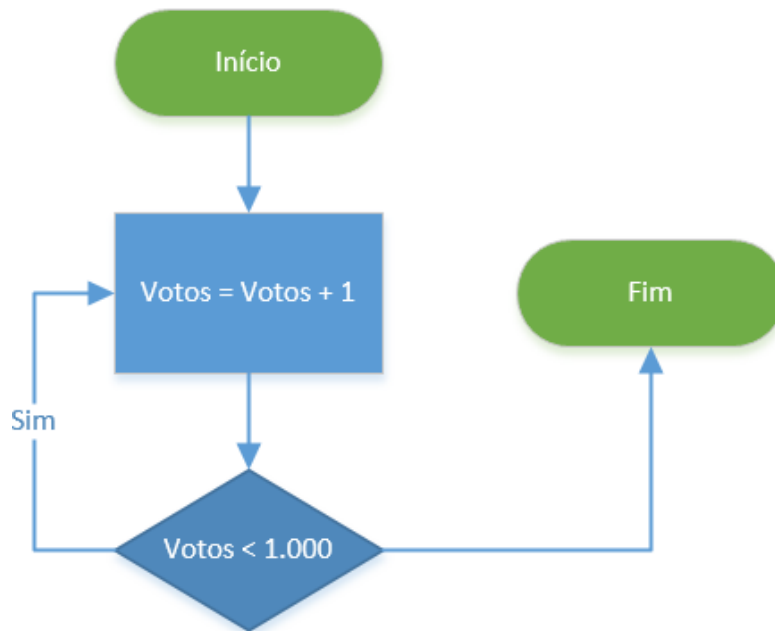 Início
Votos = Votos + 1
Fim
Sim
Votos < 1.000